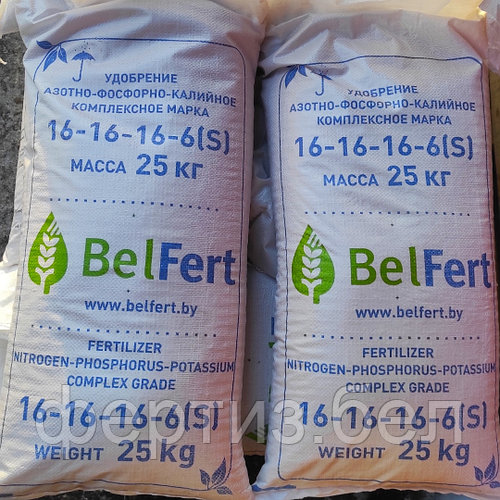 УДОБРЕНИЕ
АЗОТНО-ФОСФОРНО-КАЛИЙНОЕ
КОМПЛЕКСНОЕ МАРКА
16-16-16-6(S)
МАССА 25 КГ
BelFert
www.belfert.by
FERTILIZER
NITROGEN-PHOSPHORUS-POTASSIUM
COMPLEX GRADE
16-16-16-6(S)
WEIGHT 25 kg
УДОБРЕНИЕ
АЗОТНО-ФОСФОРНО-КАЛИЙНОЕ
КОМПЛЕКСНОЕ МАРКА
16-16-16-6(S)
МАССА 25 КГ
BelFert
www.belfert.by
FERTILIZER
NITROGEN-PHOSPHORUS-POTASSIUM
COMPLEX GRADE
16-16-16-6(S)
WEIGHT 25 kg
фертиз.бел